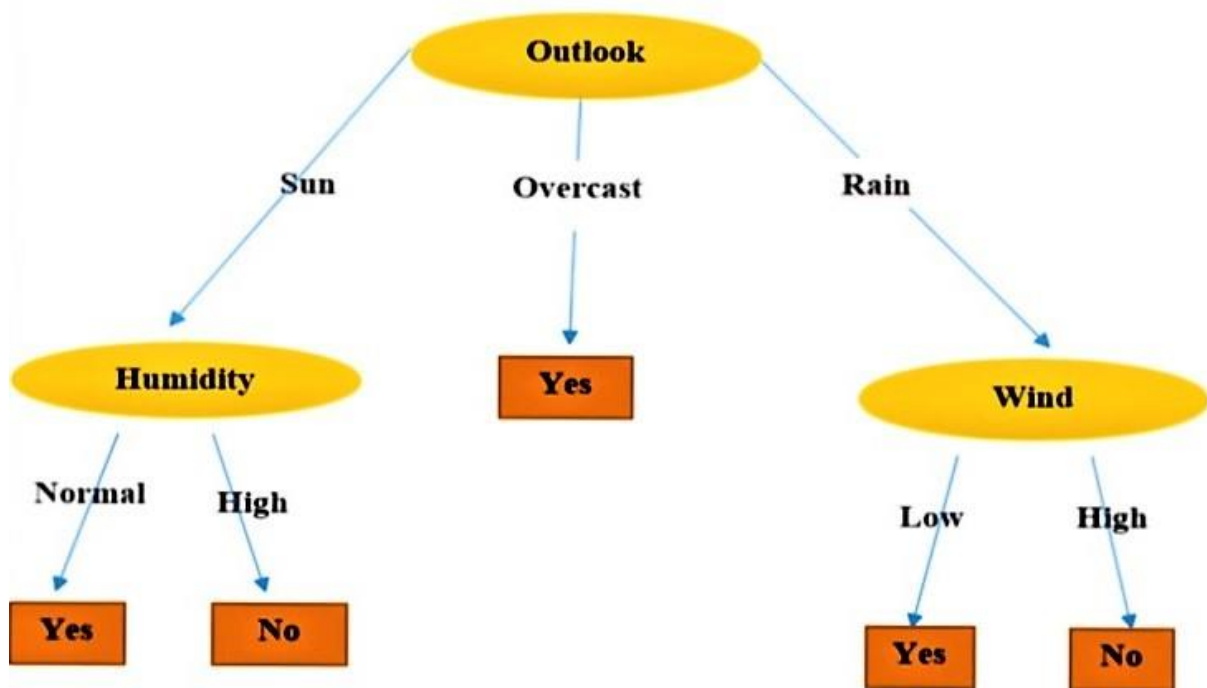 Outlook
Sun
Overcast
Rain
Humidity
Yes
Wind
Normal
High
Low
High
Yes
No
Yes
No